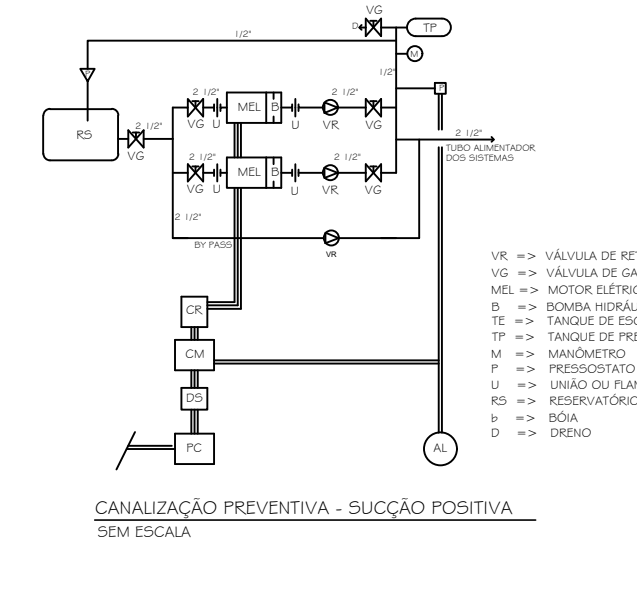 VG
D
TP
1/2"
M
1/2"
P
2 1/2"
2 1/2"
MEL
B
VG
U
U
VR
VG
RS
2 1/2"
VG
2 1/2"
TUBO ALIMENTADOR
DOS SISTEMAS
2 1/2"
2 1/2"
MEL
B
VG
U
U
VR
VG
2 1/2"
BY PASS
VR
CR
CM
DS
PC
AL
VR => VÁLVULA DE RE
VG => VÁLVULA DE GA
MEL => MOTOR ELÉTRIC
B => BOMBA HIDRÁU
TE => TANQUE DE ESC
TP => TANQUE DE PRE
M => MANÔMETRO
P => PRESSOSTATO
U => UNIÃO OU FLAN
RS => RESERVATÓRIO
b => BÓIA
D => DRENO
CANALIZAÇÃO PREVENTIVA - SUCÇÃO POSITIVA
SEM ESCALA